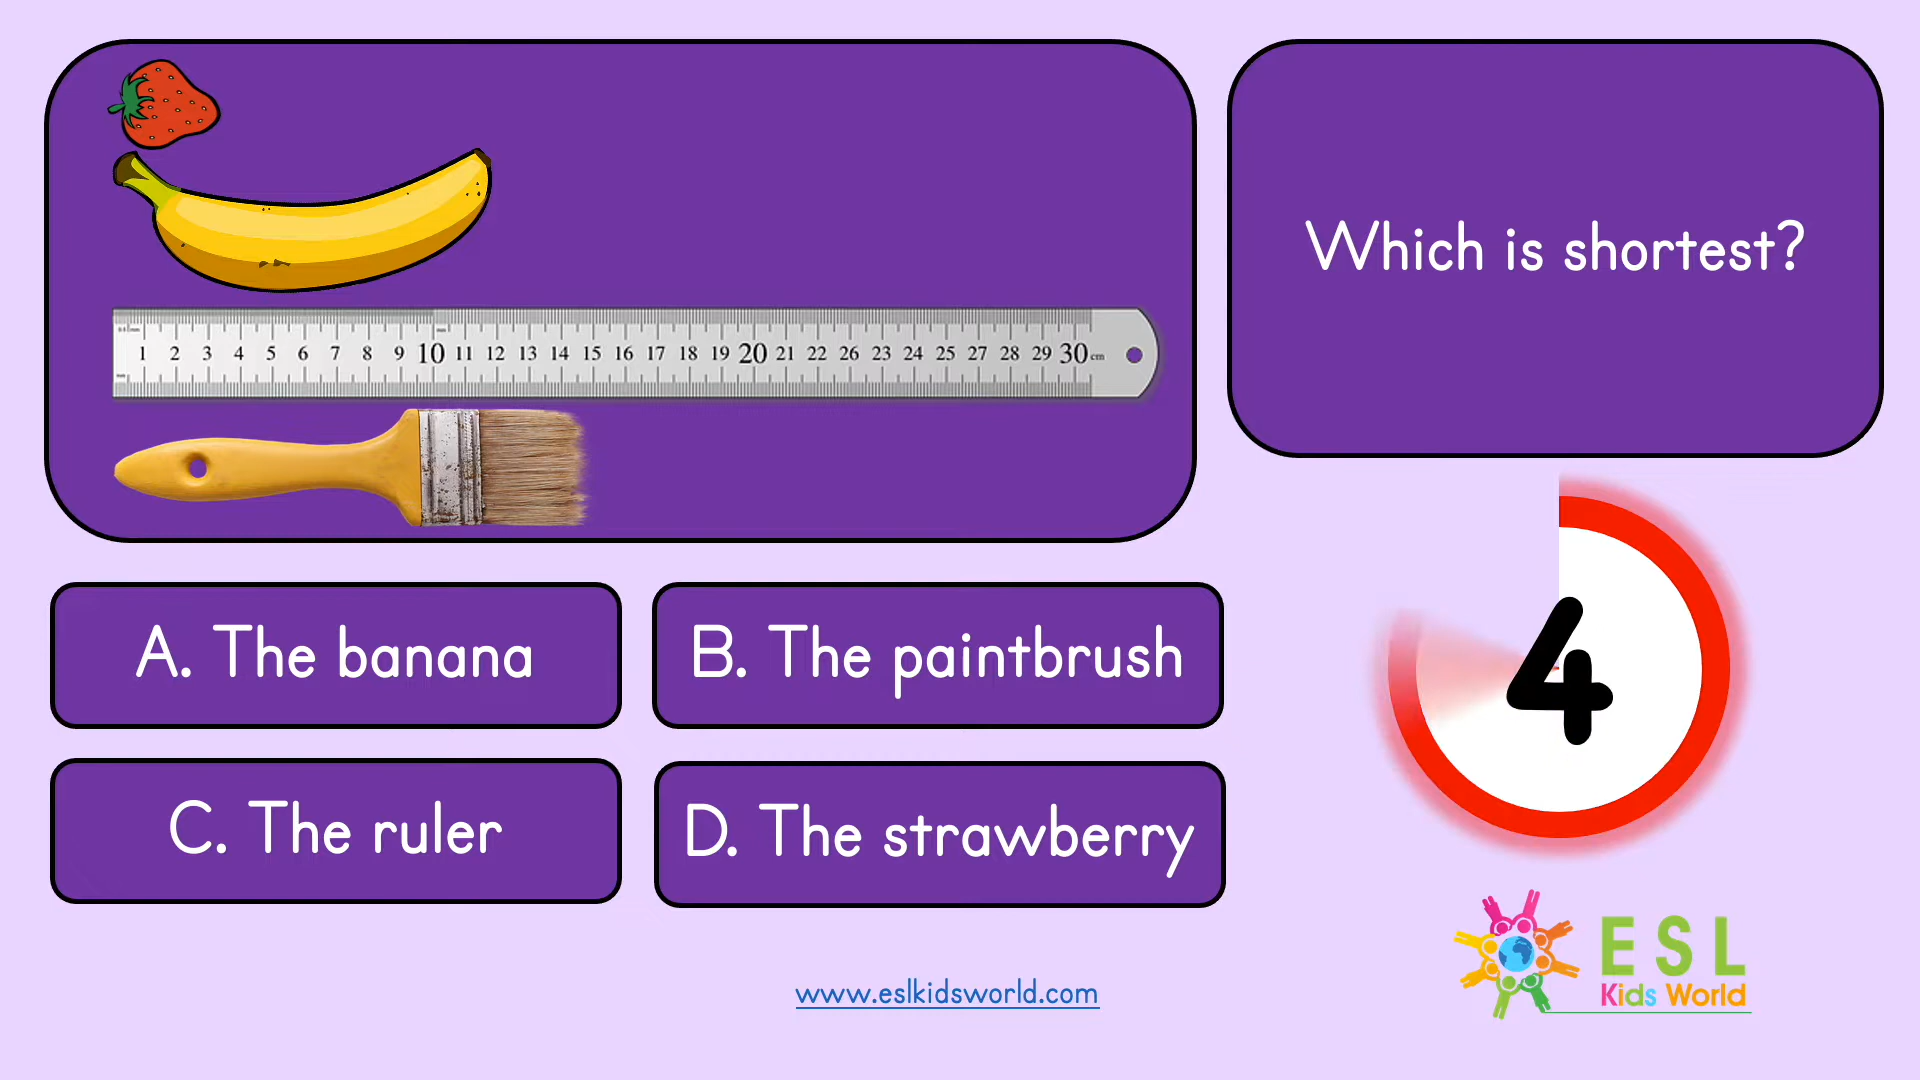 Which is shortest?
1 2 3 4 5 6 7 8 9 10 11 12 13 14 15 16 17 18 19 20 21 22 26 23 24 25 27 28 29 30 cm
A. The banana
B. The paintbrush
C. The ruler
D. The strawberry
4
www.eslkidsworld.com
ESL
Kids World